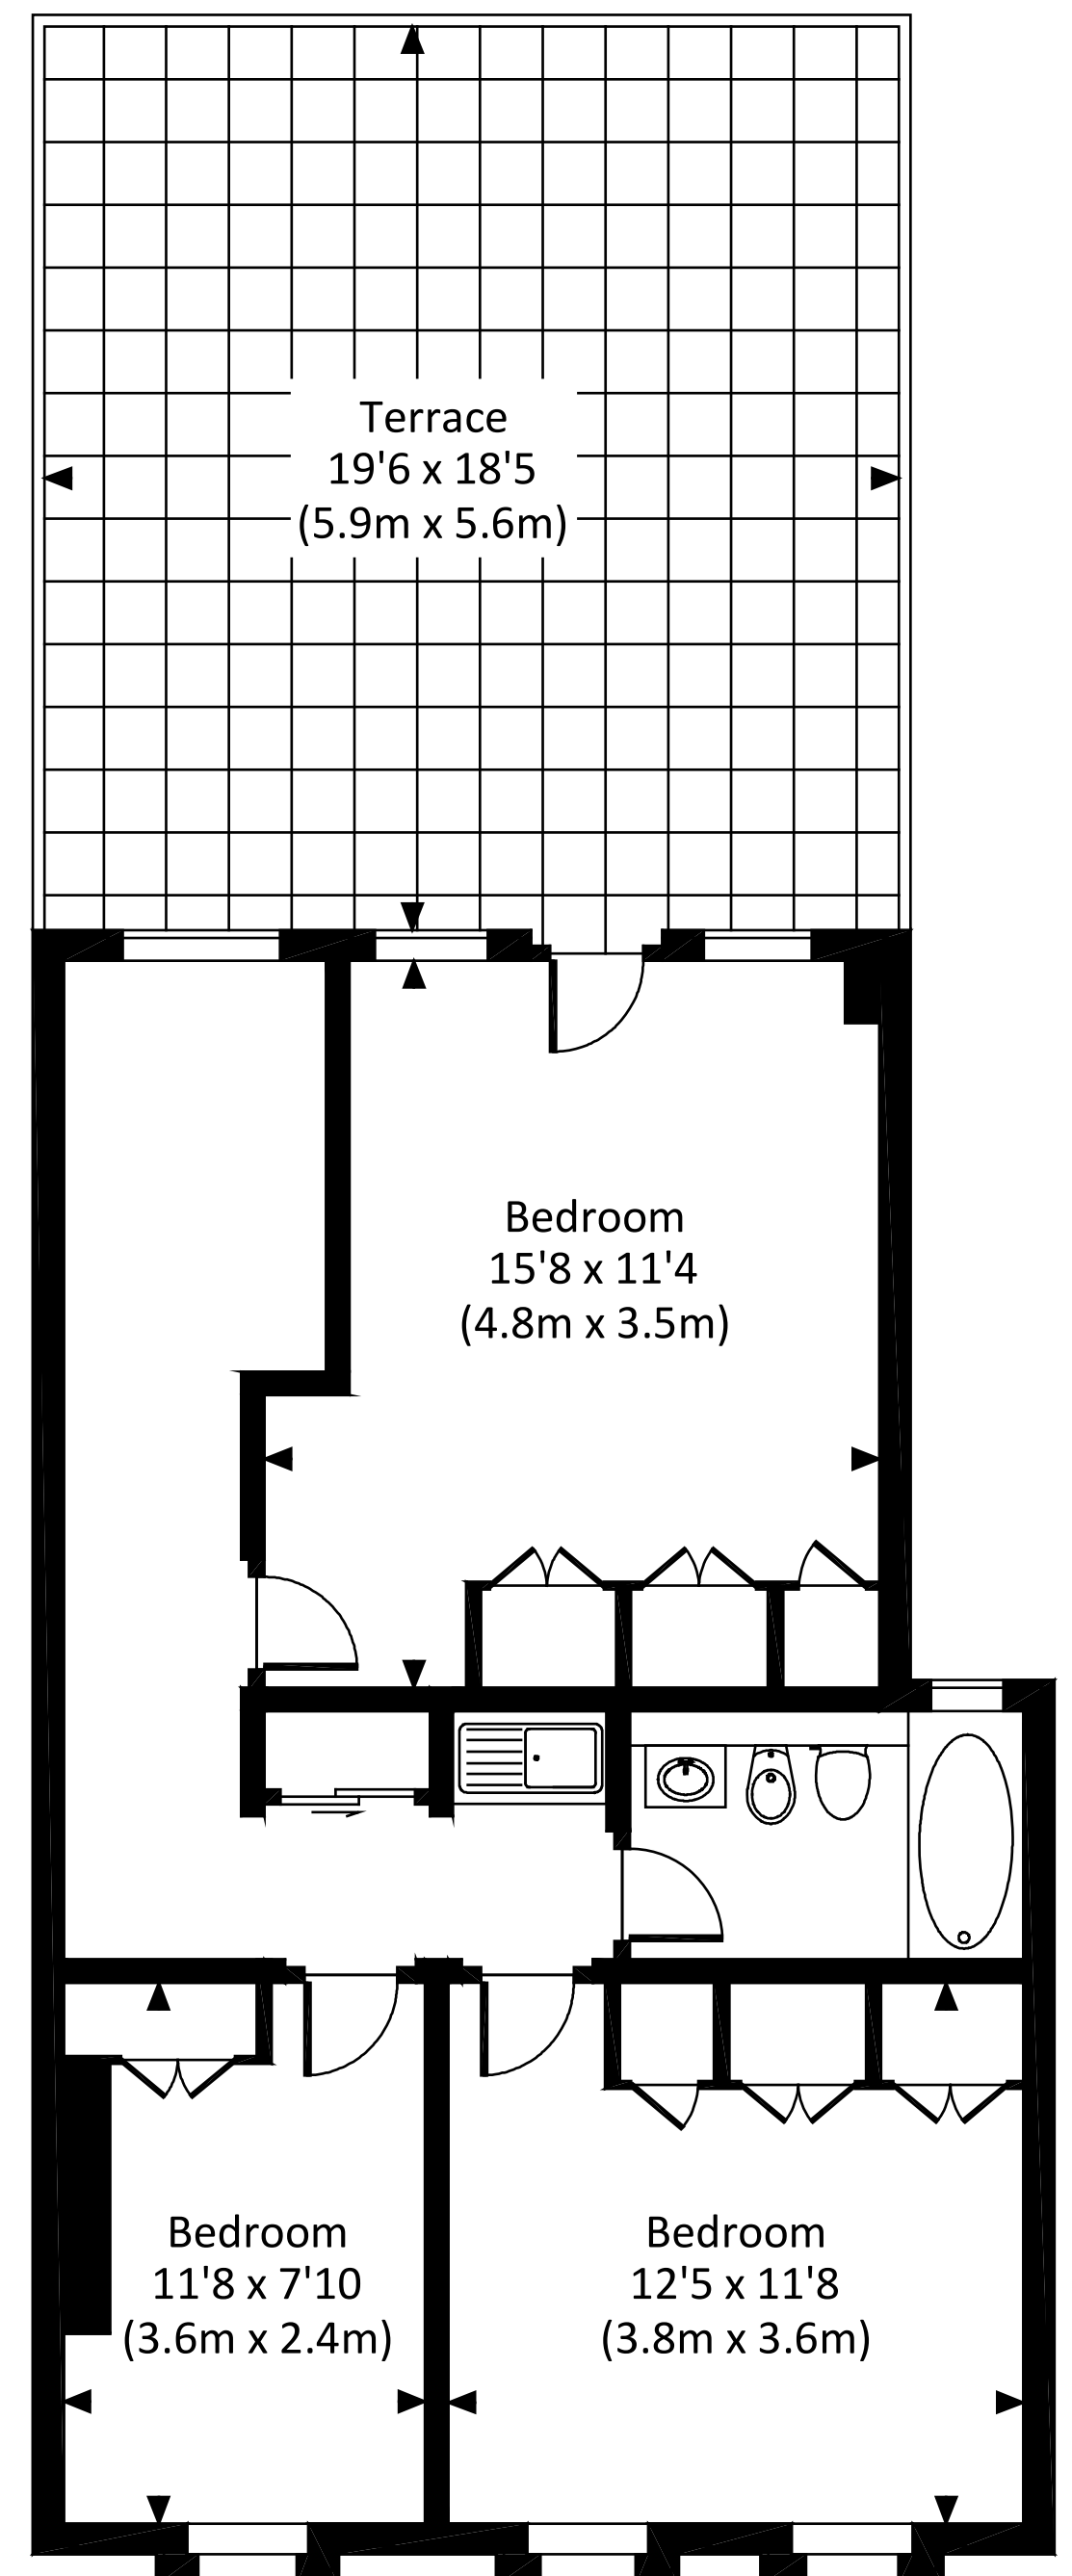 Terrace
19'6 x 18'5
(5.9m x 5.6m)
Bedroom
15'8 x 11'4
(4.8m x 3.5m)
Bedroom
11'8 x 7'10
(3.6m x 2.4m)
Bedroom
12'5 x 11'8
(3.8m x 3.6m)